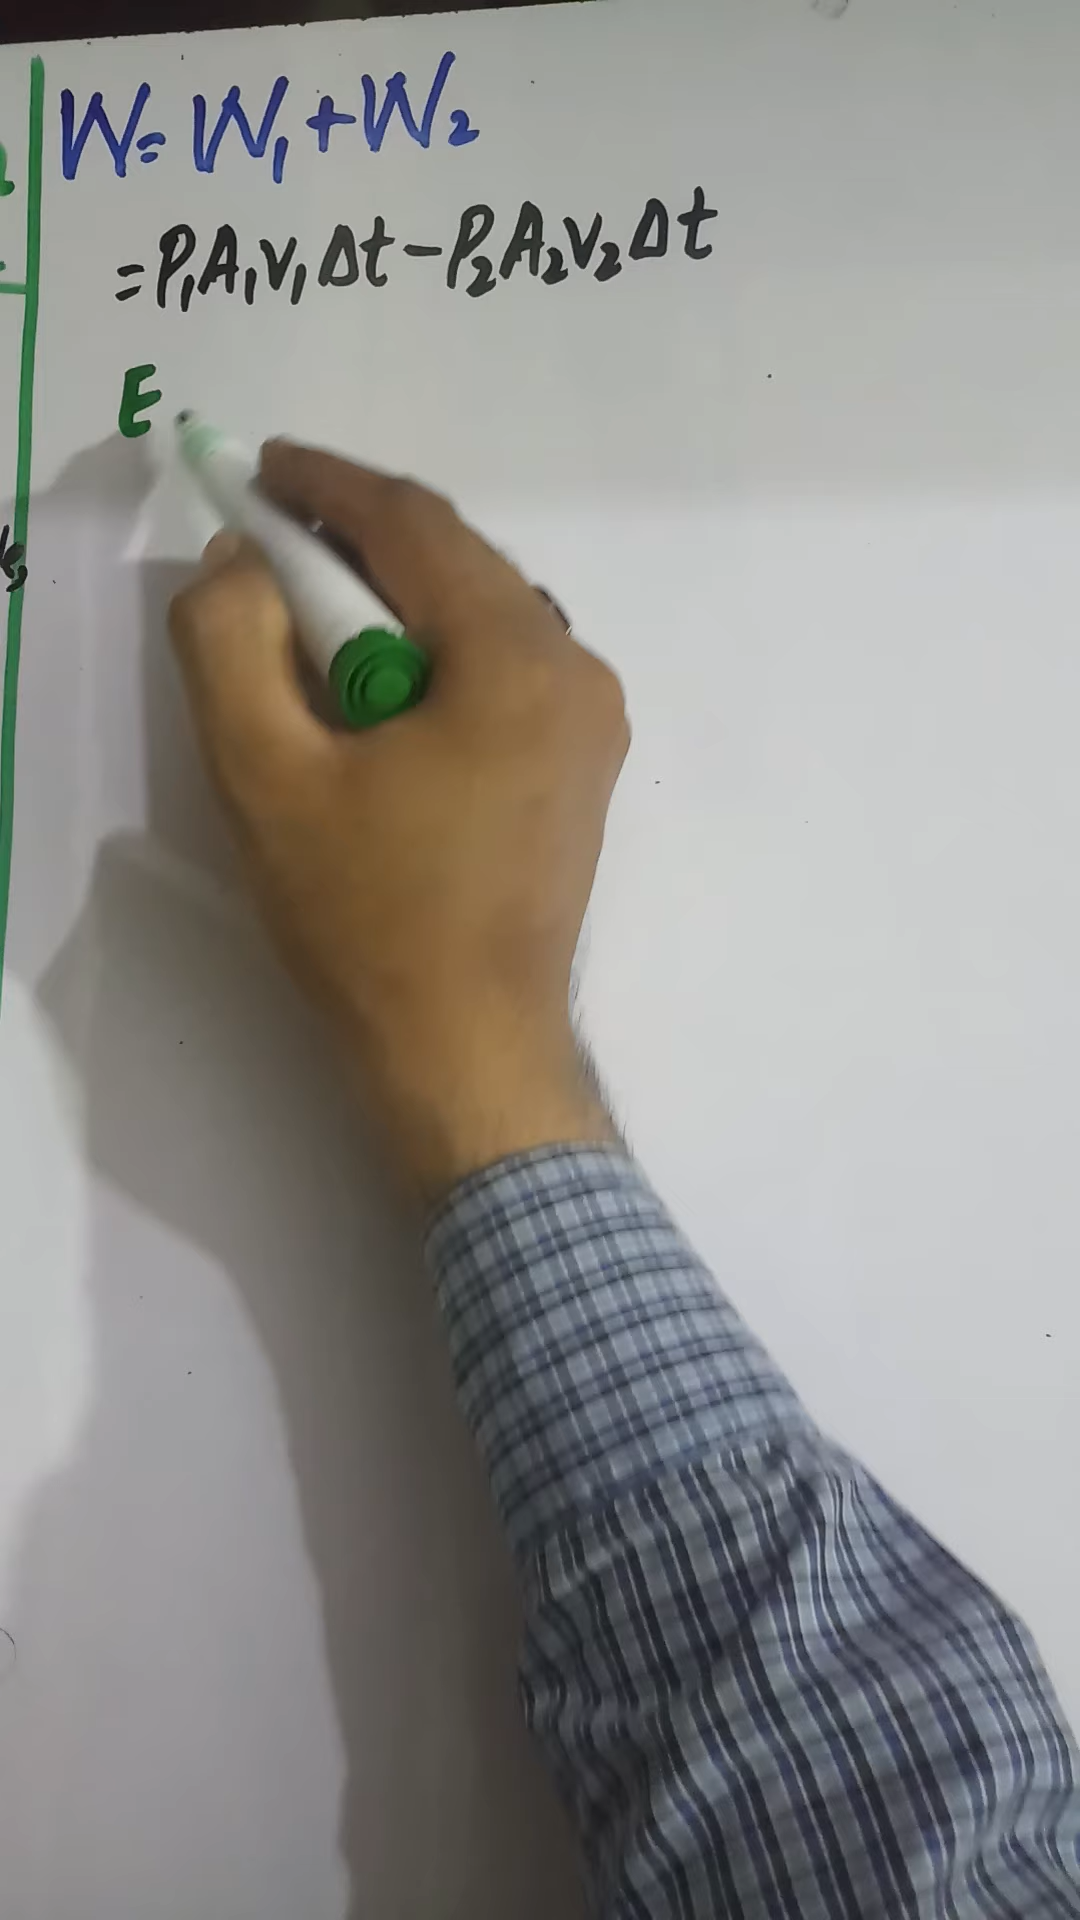 W = W₁ + W₂
= P₁A₁V₁Δt - P₂A₂V₂Δt
E